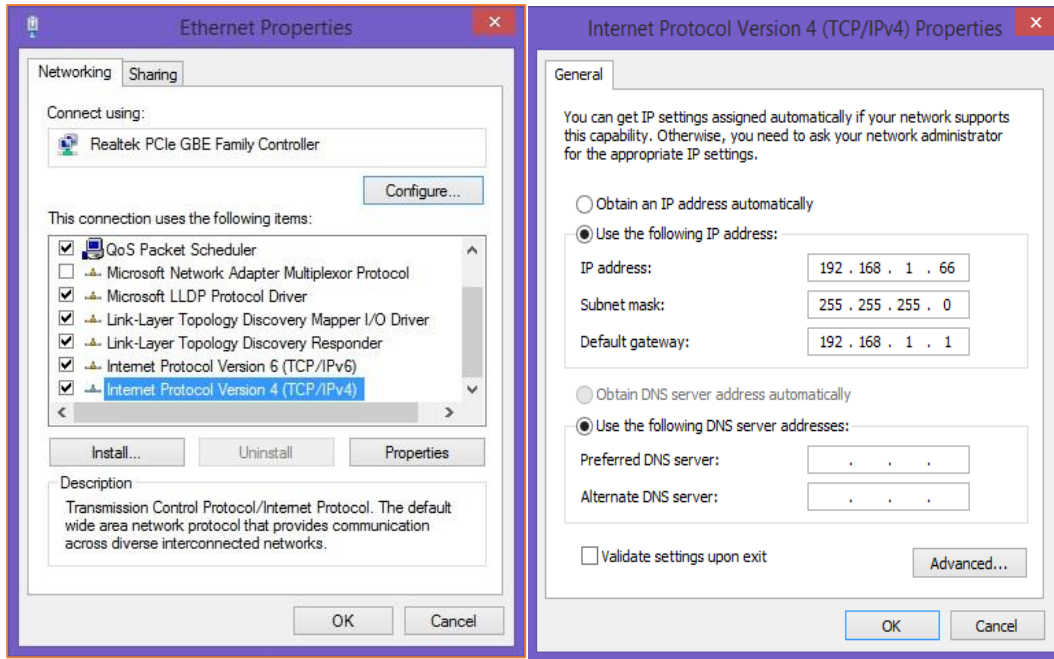 Ethernet Properties
Networking
Sharing
Connect using:
Realtek PCIe GBE Family Controller
Configure...
This connection uses the following items:
QoS Packet Scheduler
Microsoft Network Adapter Multiplexor Protocol
Microsoft LLDP Protocol Driver
Link-Layer Topology Discovery Mapper I/O Driver
Link-Layer Topology Discovery Responder
Internet Protocol Version 6 (TCP/IPv6)
Internet Protocol Version 4 (TCP/IPv4)
Install...
Uninstall
Properties
Description
Transmission Control Protocol/Internet Protocol. The default
wide area network protocol that provides communication
across diverse interconnected networks.
OK
Cancel
Internet Protocol Version 4 (TCP/IPv4) Properties
General
You can get IP settings assigned automatically if your network supports
this capability. Otherwise, you need to ask your network administrator
for the appropriate IP settings.
Obtain an IP address automatically
Use the following IP address:
IP address: 192 . 168 . 1 . 66
Subnet mask: 255 . 255 . 255 . 0
Default gateway: 192 . 168 . 1 . 1
Obtain DNS server address automatically
Use the following DNS server addresses:
Preferred DNS server: . . .
Alternate DNS server: . . .
Validate settings upon exit
Advanced...
OK
Cancel